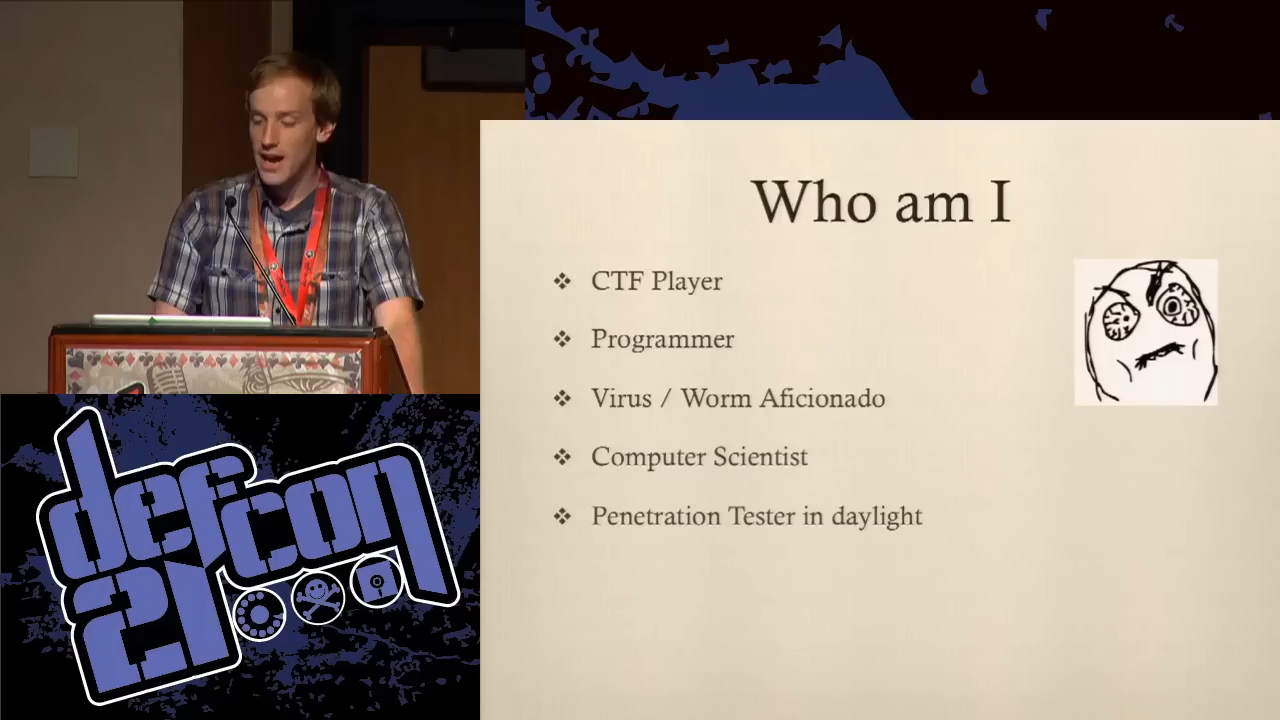 Who am I
❖ CTF Player
❖ Programmer
❖ Virus / Worm Aficionado
❖ Computer Scientist
❖ Penetration Tester in daylight
defcon
21